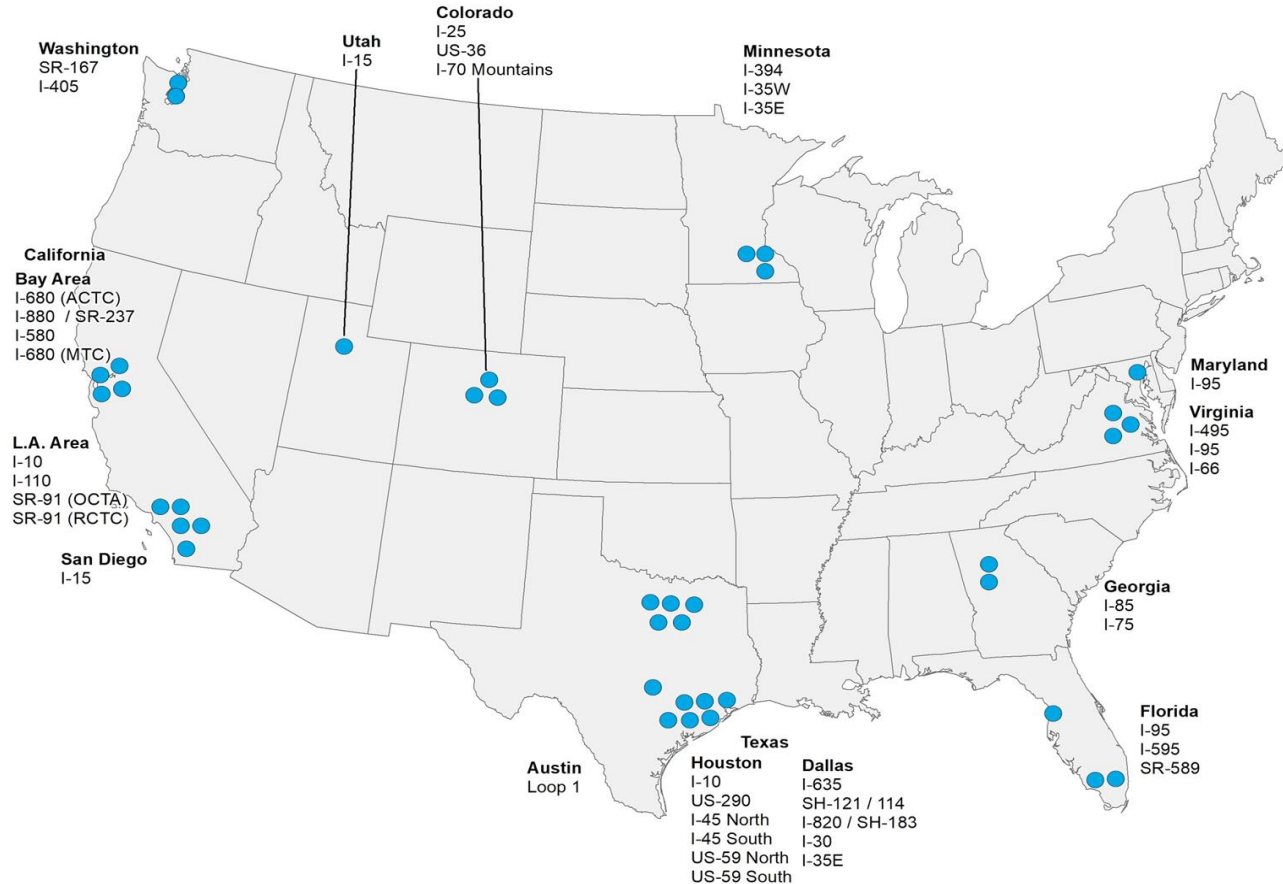 Washington
SR-167
I-405
Utah
I-15
Colorado
I-25
US-36
I-70 Mountains
Minnesota
I-394
I-35W
I-35E
California
Bay Area
I-680 (ACTC)
I-880 / SR-237
I-580
I-680 (MTC)
L.A. Area
I-10
I-110
SR-91 (OCTA)
SR-91 (RCTC)
San Diego
I-15
Maryland
I-95
Virginia
I-495
I-95
I-66
Georgia
I-85
I-75
Florida
I-95
I-595
SR-589
Austin
Loop 1
Texas
Houston
I-10
US-290
I-45 North
I-45 South
US-59 North
US-59 South
Dallas
I-635
SH-121 / 114
I-820 / SH-183
I-30
I-35E